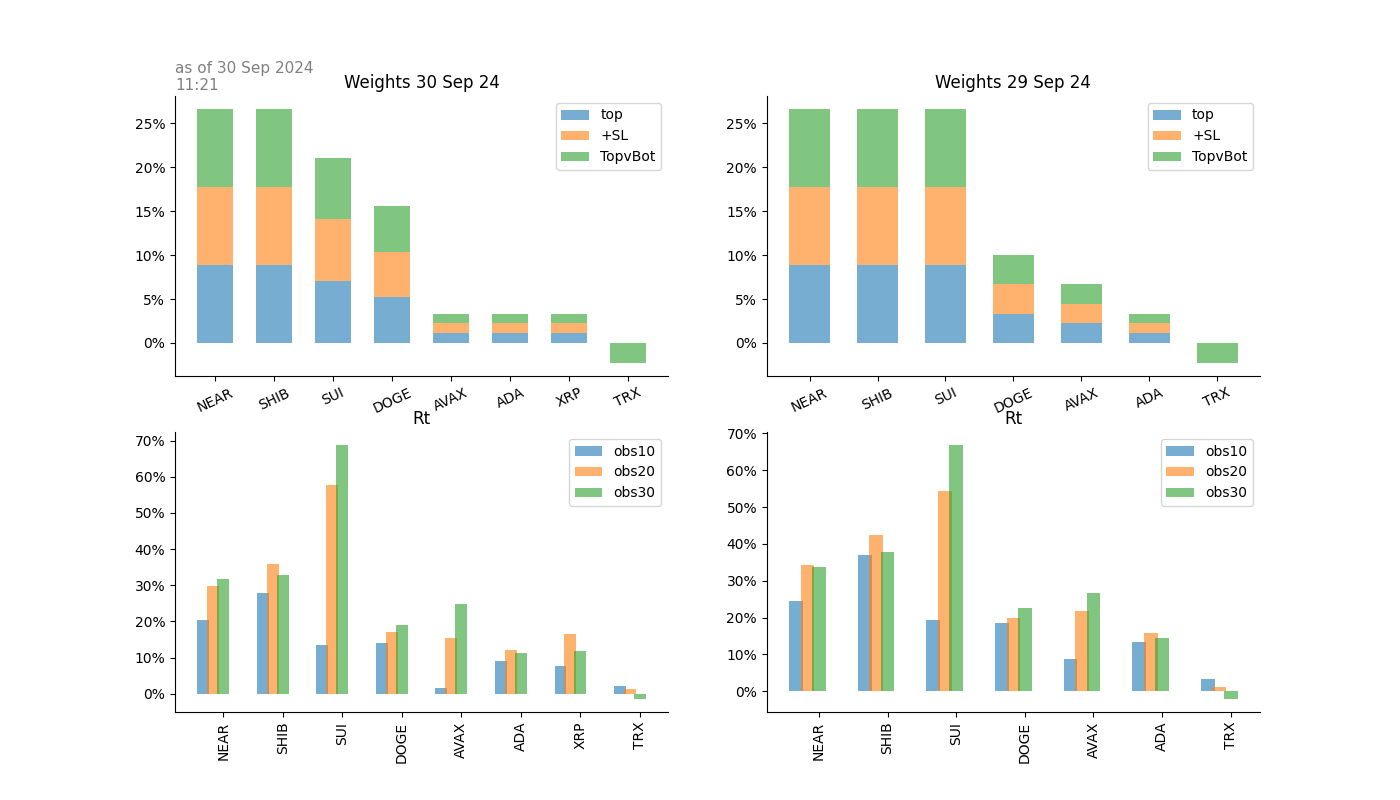 as of 30 Sep 2024
11:21
Weights 30 Sep 24
25%
20%
15%
10%
5%
0%
top
+SL
TopvBot
NEAR
SHIB
SUI
DOGE
AVAX
ADA
XRP
TRX
Weights 29 Sep 24
25%
20%
15%
10%
5%
0%
top
+SL
TopvBot
NEAR
SHIB
SUI
DOGE
AVAX
ADA
TRX
Rt
70%
60%
50%
40%
30%
20%
10%
0%
obs10
obs20
obs30
NEAR
SHIB
SUI
DOGE
AVAX
ADA
XRP
TRX
Rt
70%
60%
50%
40%
30%
20%
10%
0%
obs10
obs20
obs30
NEAR
SHIB
SUI
DOGE
AVAX
ADA
TRX